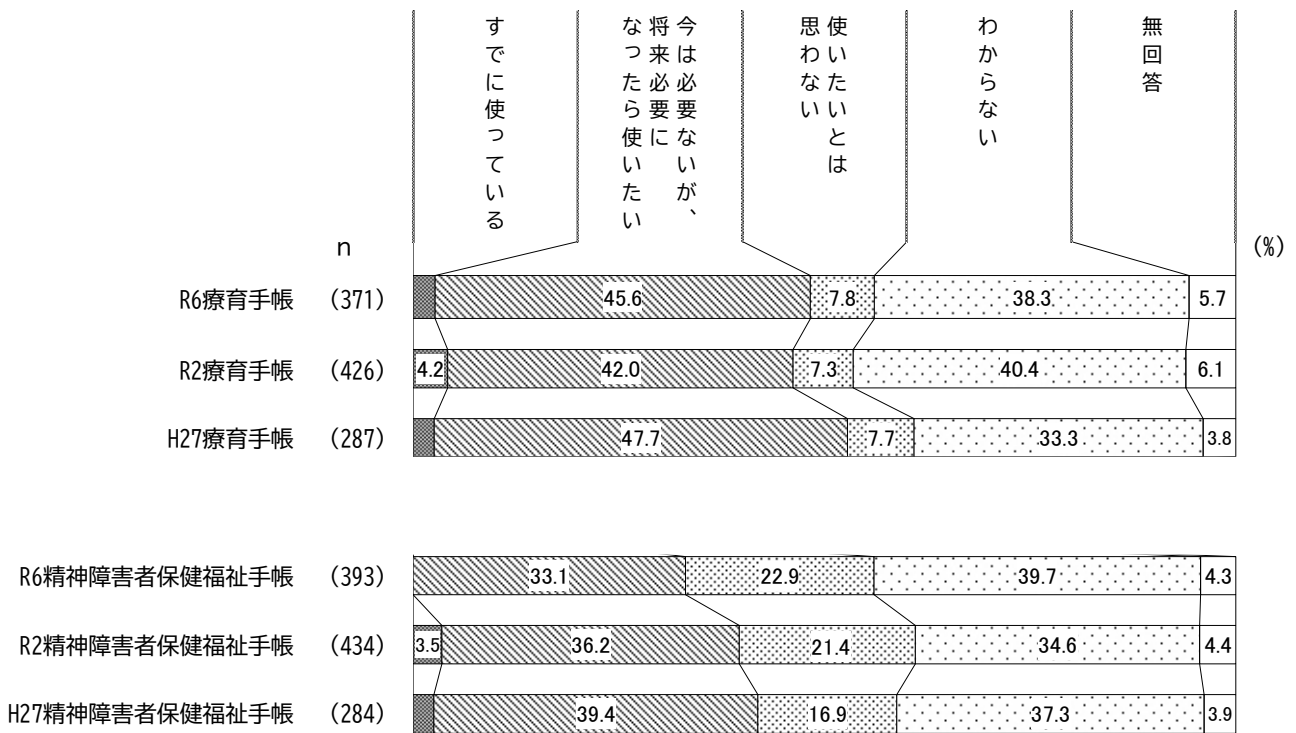 すでに使っている
今は必要ないが、
将来必要に
なったら使いたい
使いたいとは
思わない
わからない
無回答
n
(%)
R6療育手帳 (371) 45.6 7.8 38.3 5.7
R2療育手帳 (426) 4.2 42.0 7.3 40.4 6.1
H27療育手帳 (287) 47.7 7.7 33.3 3.8
R6精神障害者保健福祉手帳 (393) 33.1 22.9 39.7 4.3
R2精神障害者保健福祉手帳 (434) 3.5 36.2 21.4 34.6 4.4
H27精神障害者保健福祉手帳 (284) 39.4 16.9 37.3 3.9